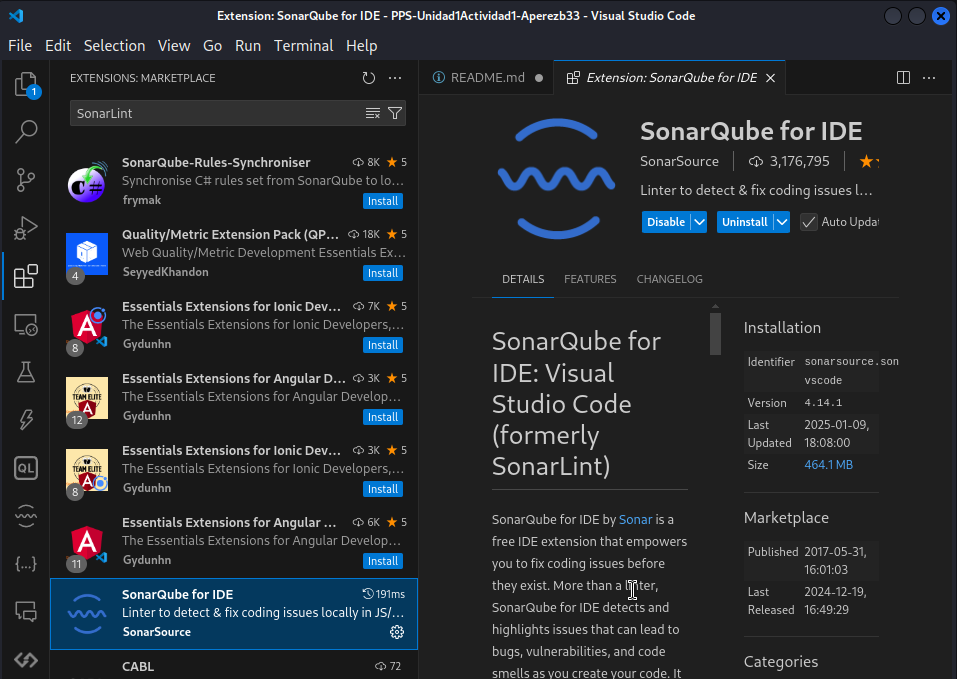 Extension: SonarQube for IDE - PPS-Unidad1Actividad1-Aperezb33 - Visual Studio Code
File Edit Selection View Go Run Terminal Help
EXTENSIONS: MARKETPLACE
SonarLint
1
SonarQube-Rules-Synchroniser 8K 5
Synchronise C# rules set from SonarQube to lo...
frymak Install
Quality/Metric Extension Pack (QP... 18K 5
Web Quality/Metric Development Essentials Ex...
4 SeyyedKhandon Install
Essentials Extensions for Ionic Dev... 7K 5
The Essentials Extensions for Ionic Developers,...
8 Gydunhn Install
Essentials Extensions for Angular D... 3K 5
TEAM ELITE
The Essentials Extensions for Angular Develop...
12 Gydunhn Install
Essentials Extensions for Ionic Dev... 3K 5
TEAM ELITE
The Essentials Extensions for Ionic Developers,...
8 Gydunhn Install
QL
Essentials Extensions for Angular ... 6K 5
The Essentials Extensions for Angular Develop...
11 Gydunhn Install
SonarQube for IDE 191ms
Linter to detect & fix coding issues locally in JS/...
SonarSource
CABL 72
README.md
Extension: SonarQube for IDE
SonarQube for IDE
SonarSource 3,176,795
Linter to detect & fix coding issues l...
Disable Uninstall Auto Updat
DETAILS FEATURES CHANGELOG
SonarQube for
IDE: Visual
Studio Code
(formerly
SonarLint)
SonarQube for IDE by Sonar is a
free IDE extension that empowers
you to fix coding issues before
they exist. More than a linter,
SonarQube for IDE detects and
highlights issues that can lead to
bugs, vulnerabilities, and code
smells as you create your code. It
Installation
Identifier sonarsource.son
vscode
Version 4.14.1
Last 2025-01-09,
Updated 18:08:00
Size 464.1 MB
Marketplace
Published 2017-05-31,
16:01:03
Last 2024-12-19,
Released 16:49:29
Categories